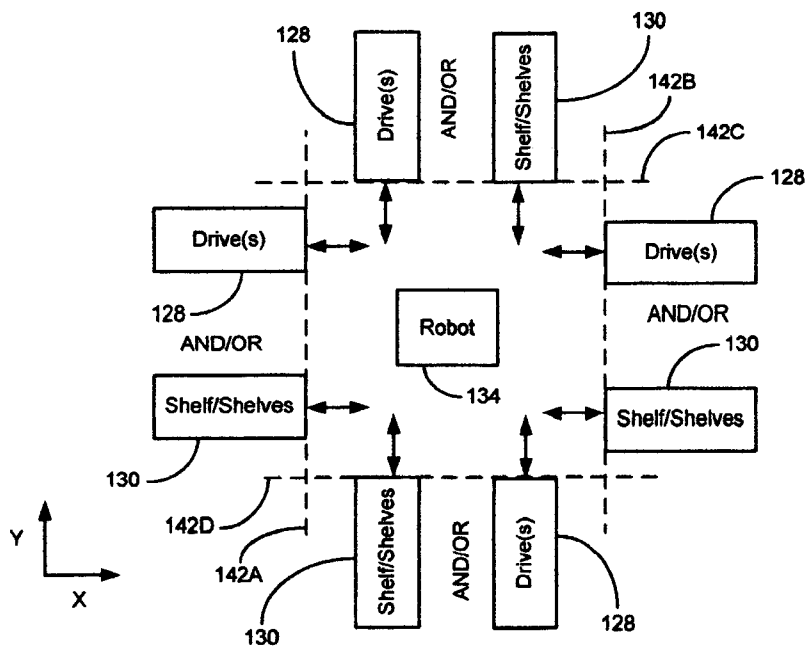 130
128
142B
Drive(s)
AND/OR
Shelf/Shelves
142C
128
Drive(s)
Drive(s)
128
Robot
AND/OR
AND/OR
130
134
Shelf/Shelves
Shelf/Shelves
130
142D
Y
142A
X
Shelf/Shelves
AND/OR
Drive(s)
130
128